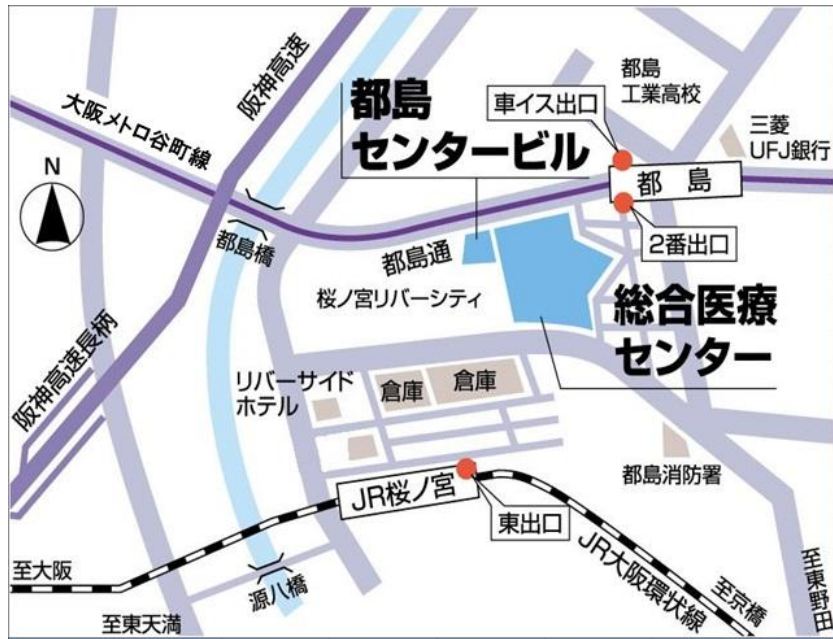 阪神高速
大阪メトロ谷町線
N
都島
センタービル
車イス出口
都島
工業高校
三菱
UFJ銀行
都 島
2番出口
都島橋
都島通
桜ノ宮リバーシティ
総合医療
センター
阪神高速長柄
リバーサイド
ホテル
倉庫
倉庫
都島消防署
JR桜ノ宮
東出口
JR大阪環状線
至大阪
源八橋
至東天満
至京橋
至東野田